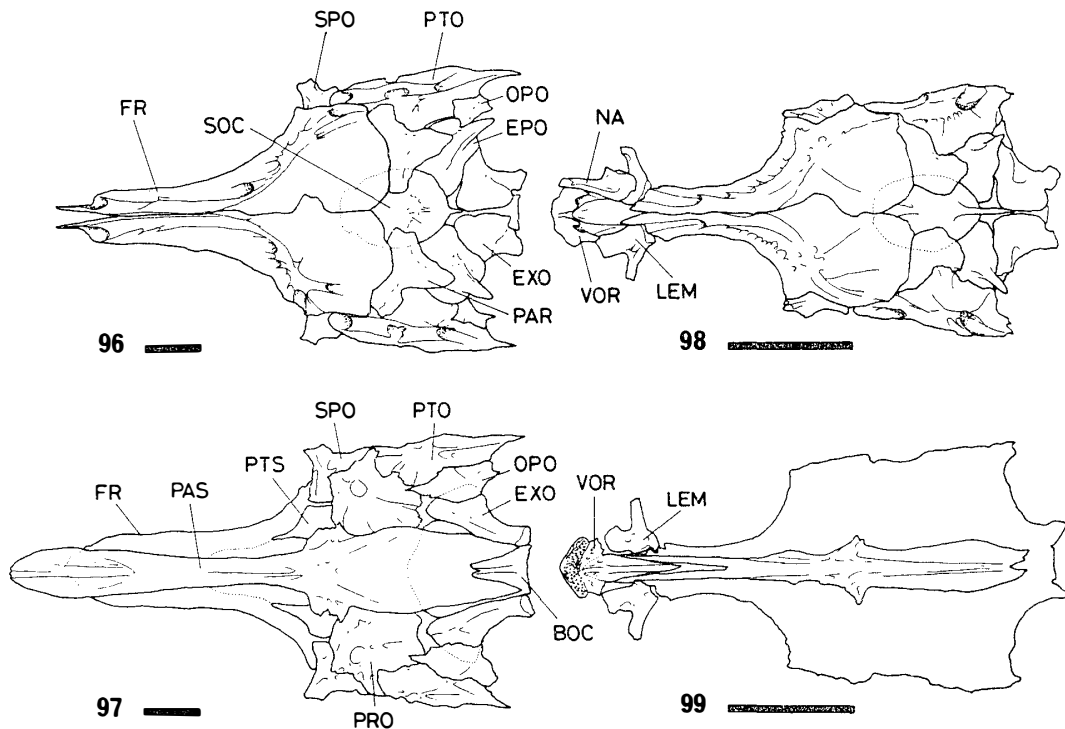 SPO
PTO
FR
SOC
OPO
EPO
EXO
PAR
96
NA
VOR
LEM
98
SPO
PTO
PTS
OPO
EXO
FR
PAS
BOC
PRO
97
VOR
LEM
99